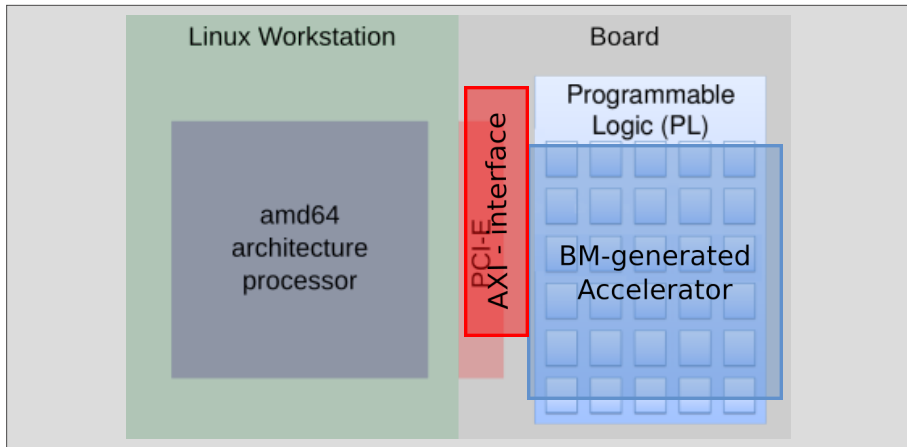 Linux Workstation
Board
amd64
architecture
processor
PCI-E
AXI - interface
Programmable
Logic (PL)
BM-generated
Accelerator